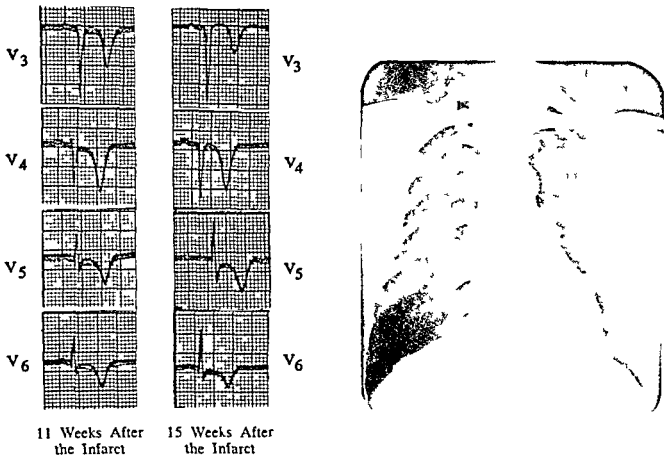 V3
V3
V4
V4
V5
V5
V6
V6
11 Weeks After
the Infarct
15 Weeks After
the Infarct